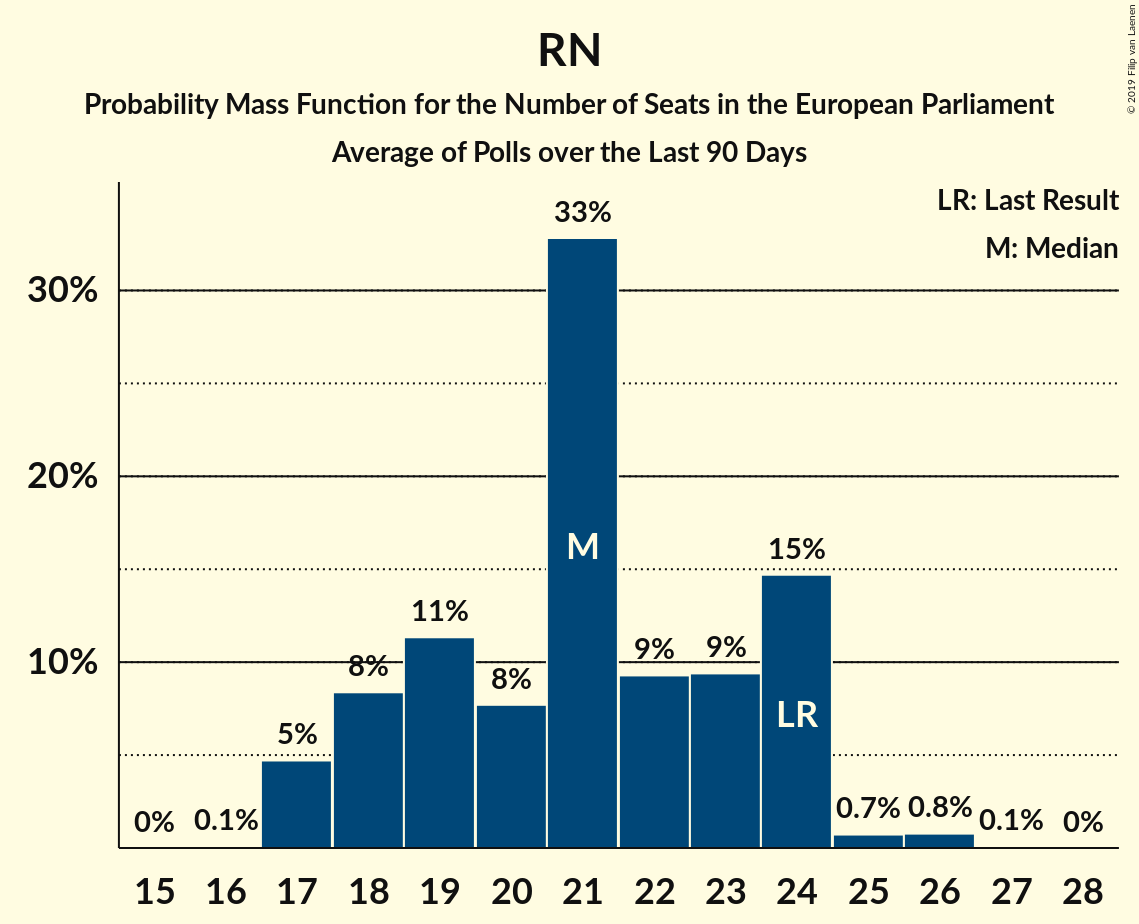 RN
Probability Mass Function for the Number of Seats in the European Parliament
Average of Polls over the Last 90 Days
© 2019 Filip van Laenen
LR: Last Result
M: Median
30%
20%
10%
0%
0.1%
5%
8%
11%
8%
33%
9%
9%
15%
0.7%
0.8%
0.1%
0%
M
LR
15 16 17 18 19 20 21 22 23 24 25 26 27 28